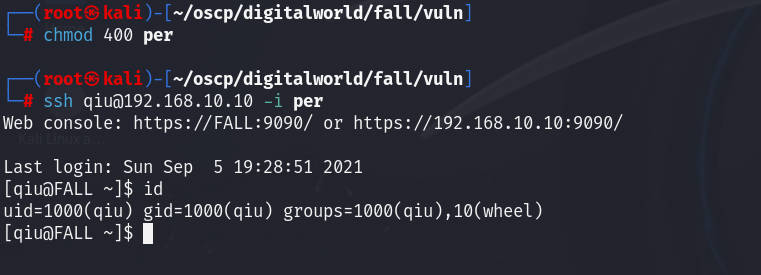 ┌──(root㉿kali)-[~/oscp/digitalworld/fall/vuln]
└─# chmod 400 per
┌──(root㉿kali)-[~/oscp/digitalworld/fall/vuln]
└─# ssh qiu@192.168.10.10 -i per
Web console: https://FALL:9090/ or https://192.168.10.10:9090/
Last login: Sun Sep  5 19:28:51 2021
[qiu@FALL ~]$ id
uid=1000(qiu) gid=1000(qiu) groups=1000(qiu),10(wheel)
[qiu@FALL ~]$